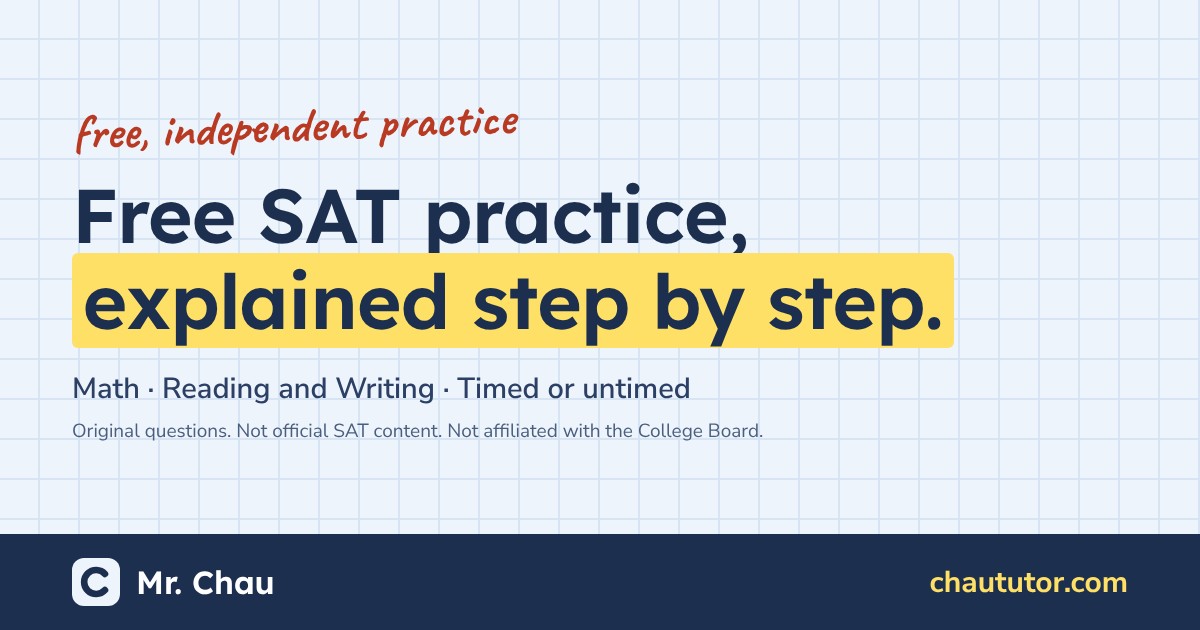 free, independent practice
Free SAT practice,
explained step by step.
Math · Reading and Writing · Timed or untimed
Original questions. Not official SAT content. Not affiliated with the College Board.
C Mr. Chau
chaututor.com